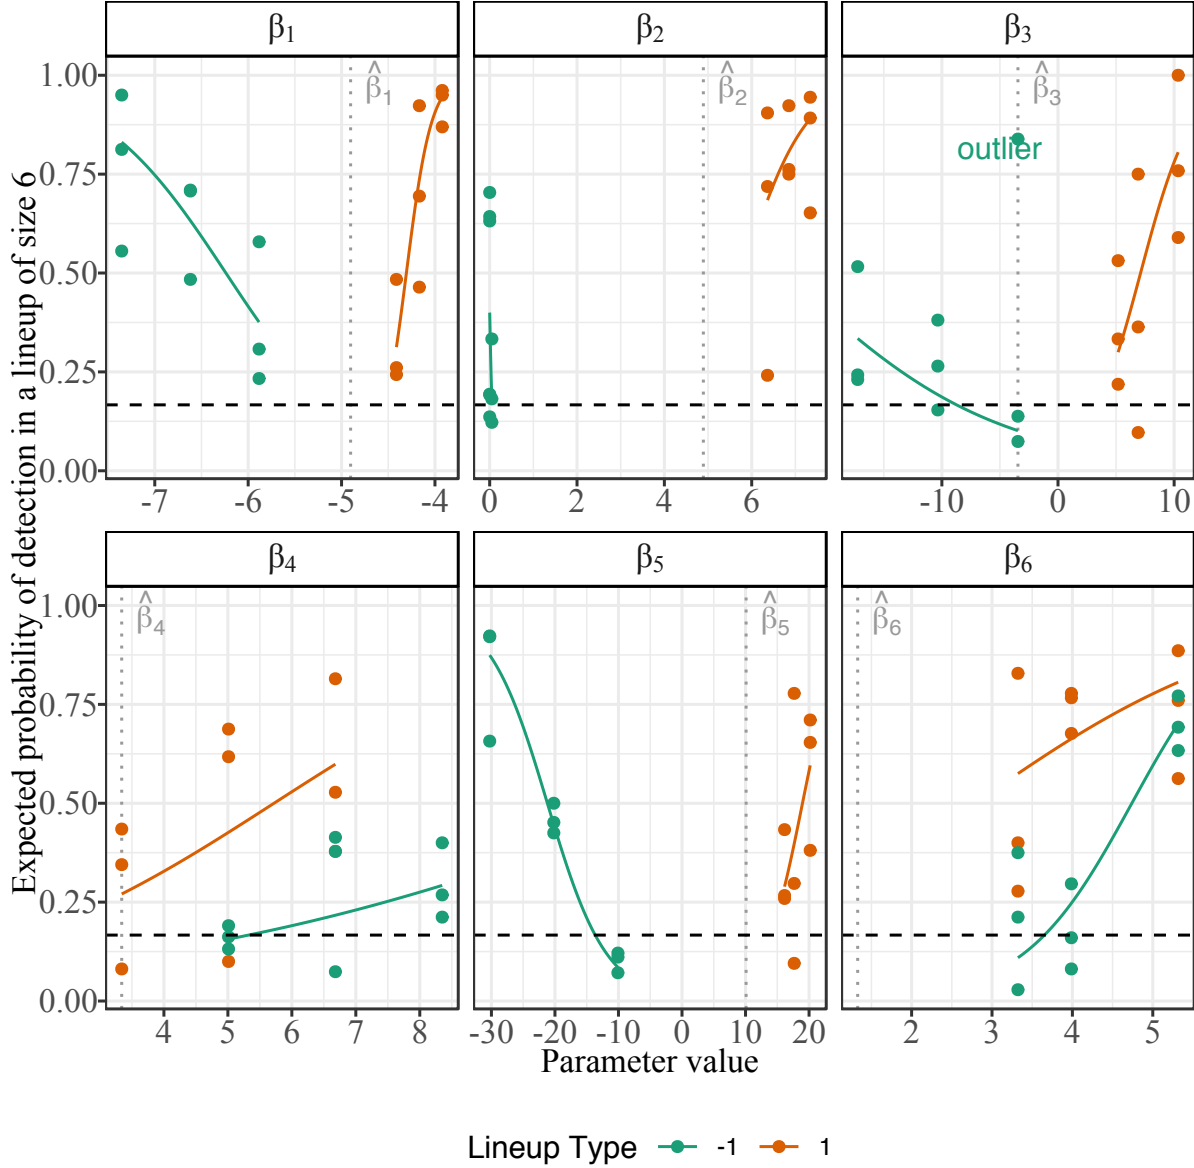 β1 β2 β3
1.00
0.75
0.50
0.25
0.00
β̂1
β̂2
β̂3
outlier
-7 -6 -5 -4
0 2 4 6
-10 0 10
β4 β5 β6
1.00
0.75
0.50
0.25
0.00
β̂4
β̂5
β̂6
4 5 6 7 8
-30 -20 -10 0 10 20
2 3 4 5
Expected probability of detection in a lineup of size 6
Parameter value
Lineup Type -1 1